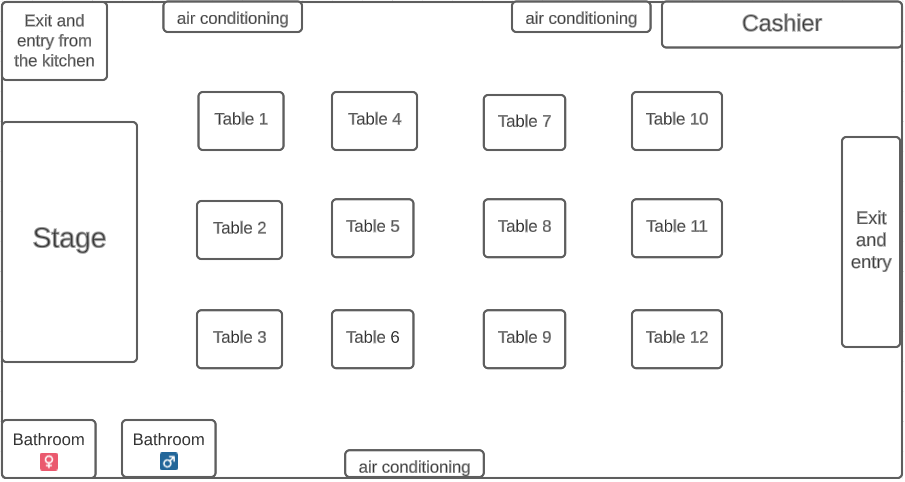 Exit and
entry from
the kitchen
air conditioning
air conditioning
Cashier
Table 1
Table 4
Table 7
Table 10
Stage
Table 2
Table 5
Table 8
Table 11
Exit
and
entry
Table 3
Table 6
Table 9
Table 12
Bathroom
♀
Bathroom
♂
air conditioning